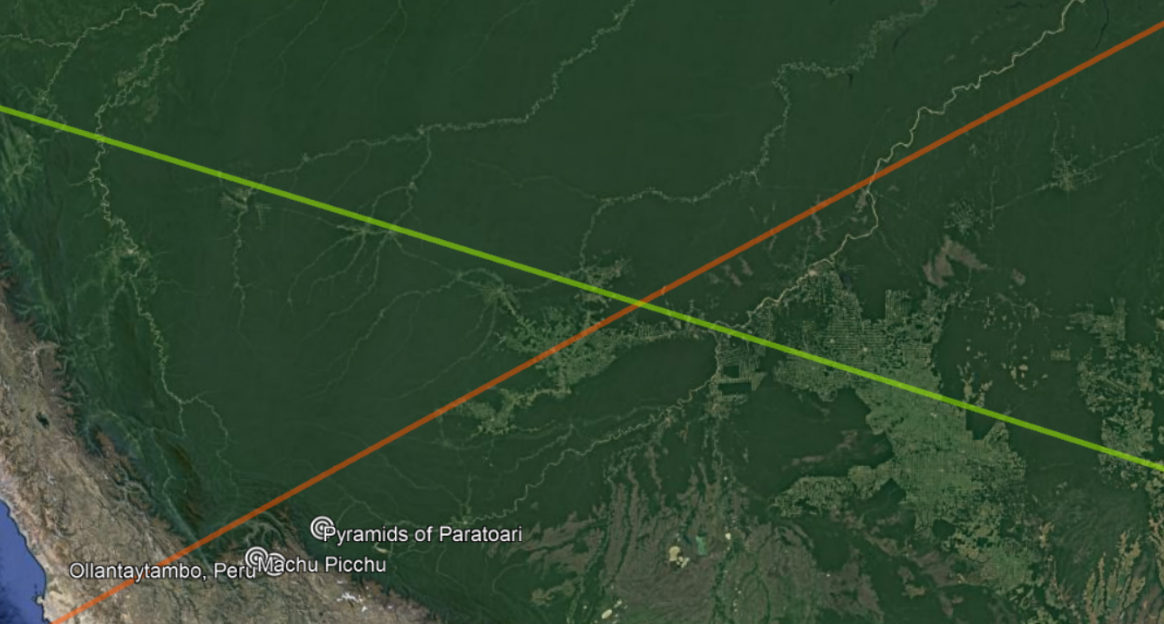 Pyramids of Paratoari
Ollantaytambo, Peru
Machu Picchu